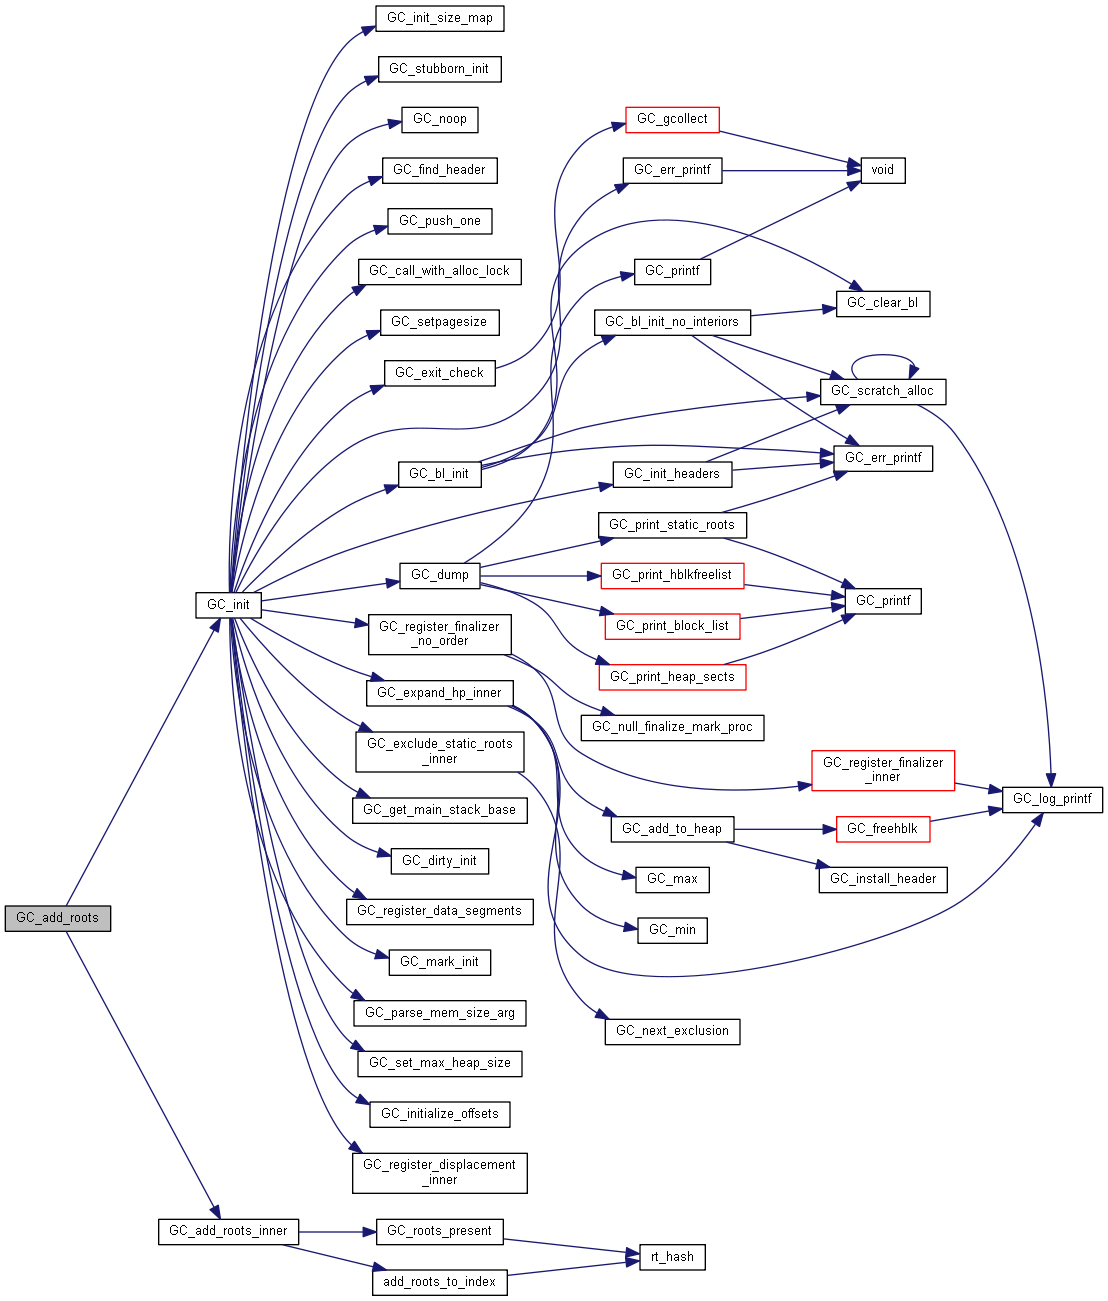 GC_init_size_map
GC_stubborn_init
GC_noop
GC_gcollect
GC_find_header
GC_err_printf
void
GC_push_one
GC_call_with_alloc_lock
GC_printf
GC_clear_bl
GC_setpagesize
GC_bl_init_no_interiors
GC_exit_check
GC_scratch_alloc
GC_bl_init
GC_init_headers
GC_err_printf
GC_print_static_roots
GC_dump
GC_print_hblkfreelist
GC_init
GC_printf
GC_register_finalizer
_no_order
GC_print_block_list
GC_print_heap_sects
GC_expand_hp_inner
GC_null_finalize_mark_proc
GC_exclude_static_roots
_inner
GC_register_finalizer
_inner
GC_get_main_stack_base
GC_log_printf
GC_add_to_heap
GC_freehblk
GC_dirty_init
GC_max
GC_install_header
GC_add_roots
GC_register_data_segments
GC_min
GC_mark_init
GC_parse_mem_size_arg
GC_next_exclusion
GC_set_max_heap_size
GC_initialize_offsets
GC_register_displacement
_inner
GC_add_roots_inner
GC_roots_present
rt_hash
add_roots_to_index